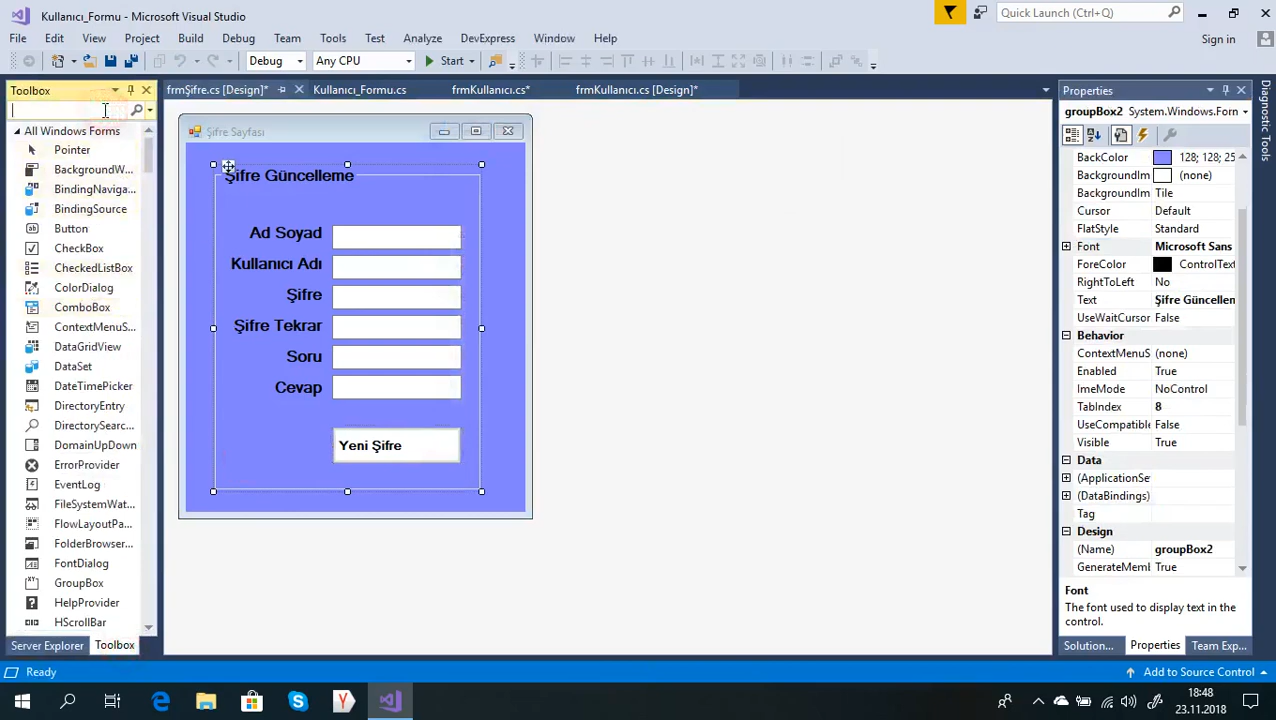 Kullanıcı_Formu - Microsoft Visual Studio
Quick Launch (Ctrl+Q)
File Edit View Project Build Debug Team Tools Test Analyze DevExpress Window Help
Sign in
Debug Any CPU Start
Toolbox
frmŞifre.cs [Design]* Kullanıcı_Formu.cs frmKullanıcı.cs* frmKullanıcı.cs [Design]*
All Windows Forms
Pointer
BackgroundW...
BindingNaviga...
BindingSource
Button
CheckBox
CheckedListBox
ColorDialog
ComboBox
ContextMenuS...
DataGridView
DataSet
DateTimePicker
DirectoryEntry
DirectorySearc...
DomainUpDown
ErrorProvider
EventLog
FileSystemWat...
FlowLayoutPa...
FolderBrowser...
FontDialog
GroupBox
HelpProvider
HScrollBar
Server Explorer Toolbox
Şifre Sayfası
Şifre Güncelleme
Ad Soyad
Kullanıcı Adı
Şifre
Şifre Tekrar
Soru
Cevap
Yeni Şifre
Properties
groupBox2 System.Windows.Forn
BackColor 128; 128; 25
BackgroundIm (none)
BackgroundIm Tile
Cursor Default
FlatStyle Standard
Font Microsoft Sans
ForeColor ControlText
RightToLeft No
Text Şifre Güncellen
UseWaitCursor False
Behavior
ContextMenuS (none)
Enabled True
ImeMode NoControl
TabIndex 8
UseCompatible False
Visible True
Data
(ApplicationSe
(DataBindings)
Tag
Design
(Name) groupBox2
GenerateMemb True
Font
The font used to display text in the
control.
Solution... Properties Team Exp...
Diagnostic Tools
Ready
Add to Source Control
18:48
23.11.2018